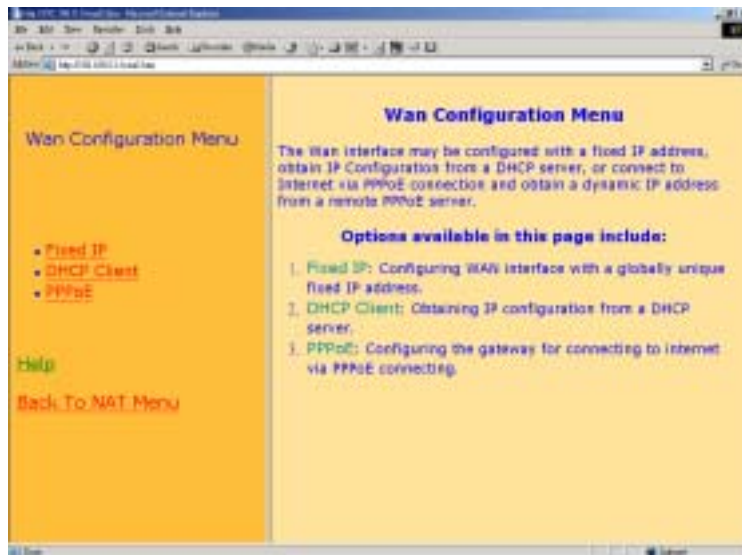 Wan Configuration Menu
Fixed IP
DHCP Client
PPPoE
Help
Back To NAT Menu
Wan Configuration Menu
The Wan interface may be configured with a fixed IP address,
obtain IP Configuration from a DHCP server, or connect to
Internet via PPPoE connection and obtain a dynamic IP address
from a remote PPPoE server.
Options available in this page include:
1. Fixed IP: Configuring WAN interface with a globally unique
fixed IP address.
2. DHCP Client: Obtaining IP configuration from a DHCP
server.
3. PPPoE: Configuring the gateway for connecting to internet
via PPPoE connecting.